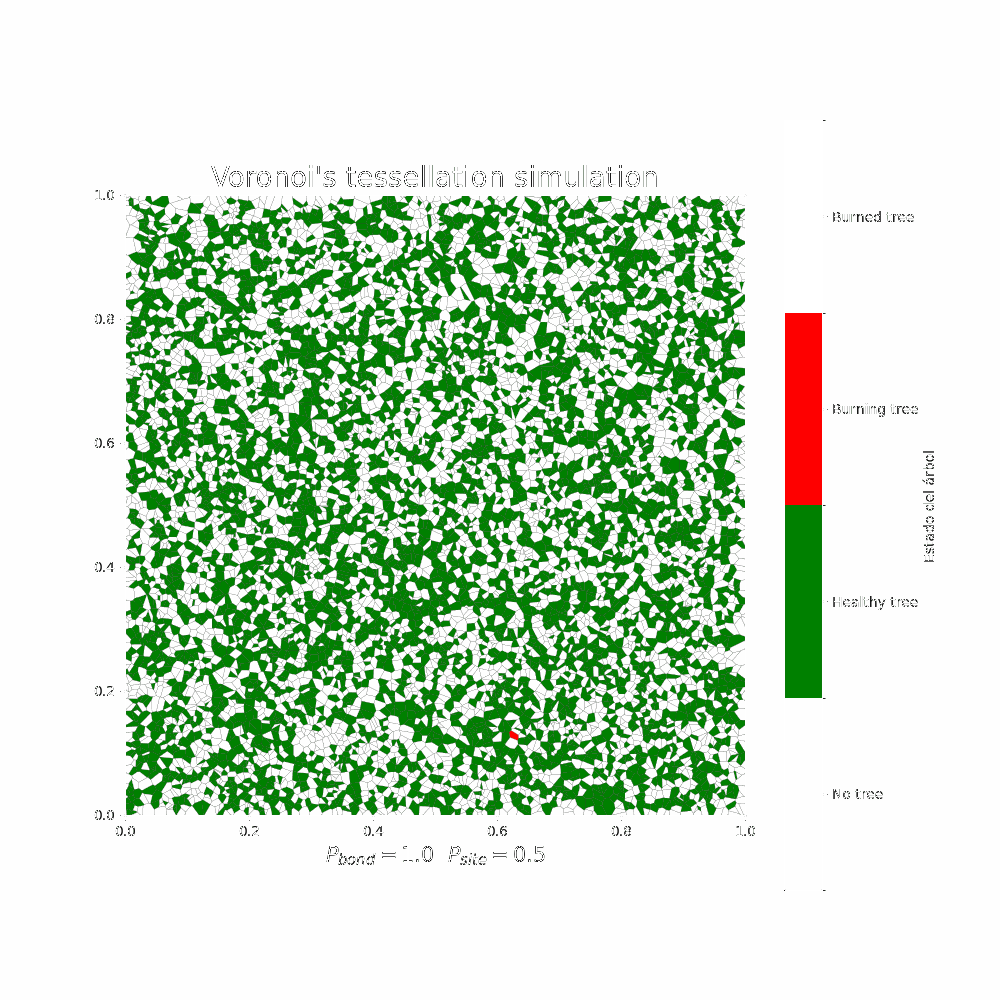 Voronoi's tessellation simulation
1.0
0.8
0.6
0.4
0.2
0.0
0.0 0.2 0.4 0.6 0.8 1.0
P_bond = 1.0 P_site = 0.5
Burned tree
Burning tree
Healthy tree
No tree
Estado del árbol